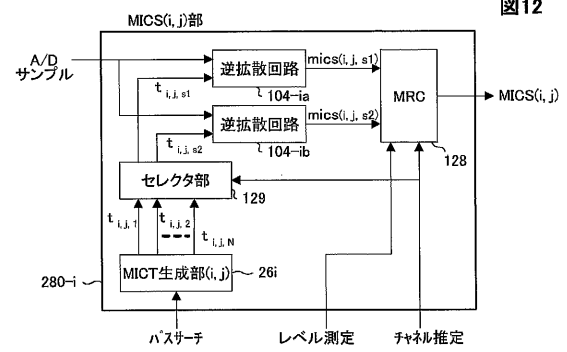 図12
MICS(i, j)部
A/D
サンプル
逆拡散回路
mics(i, j, s1)
t i, j, s1
104-ia
MRC
MICS(i, j)
逆拡散回路
mics(i, j, s2)
t i, j, s2
104-ib
128
セレクタ部
129
t i, j, 1
t i, j, 2
t i, j, N
MICT生成部(i, j)
26i
280-i
パスサーチ
レベル測定
チャネル推定